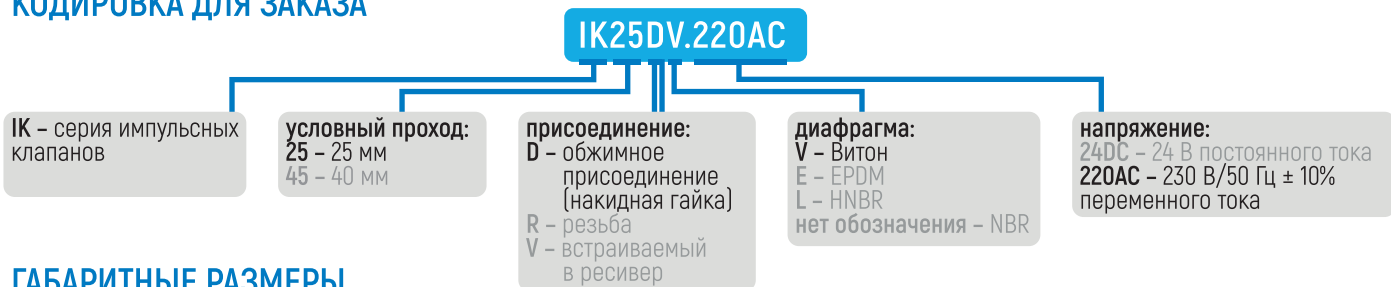 КОДИРОВКА ДЛЯ ЗАКАЗА
IK25DV.220AC
IK – серия импульсных
клапанов
условный проход:
25 – 25 мм
45 – 40 мм
присоединение:
D – обжимное
присоединение
(накидная гайка)
R – резьба
V – встраиваемый
в ресивер
диафрагма:
V – Витон
E – EPDM
L – HNBR
нет обозначения – NBR
напряжение:
24DC – 24 В постоянного тока
220AC – 230 В/50 Гц ± 10%
переменного тока
ГАБАРИТНЫЕ РАЗМЕРЫ